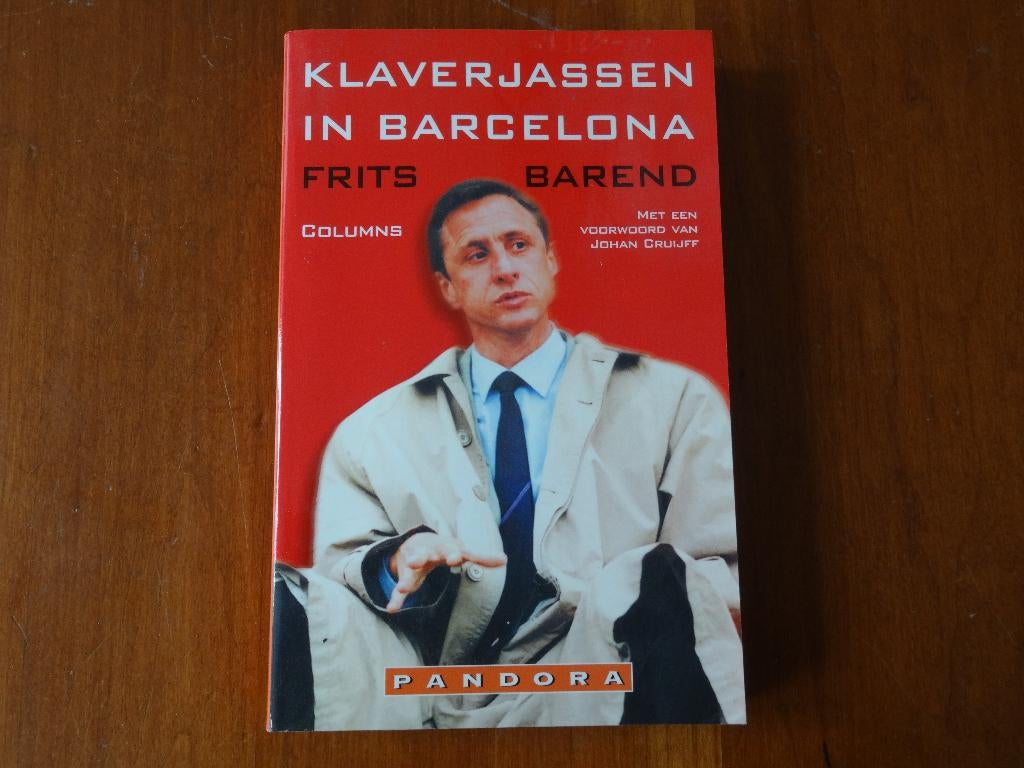 KLAVERJASSEN
IN BARCELONA
FRITS BAREND
COLUMNS
MET EEN
VOORWOORD VAN
JOHAN CRUIJFF
PANDORA